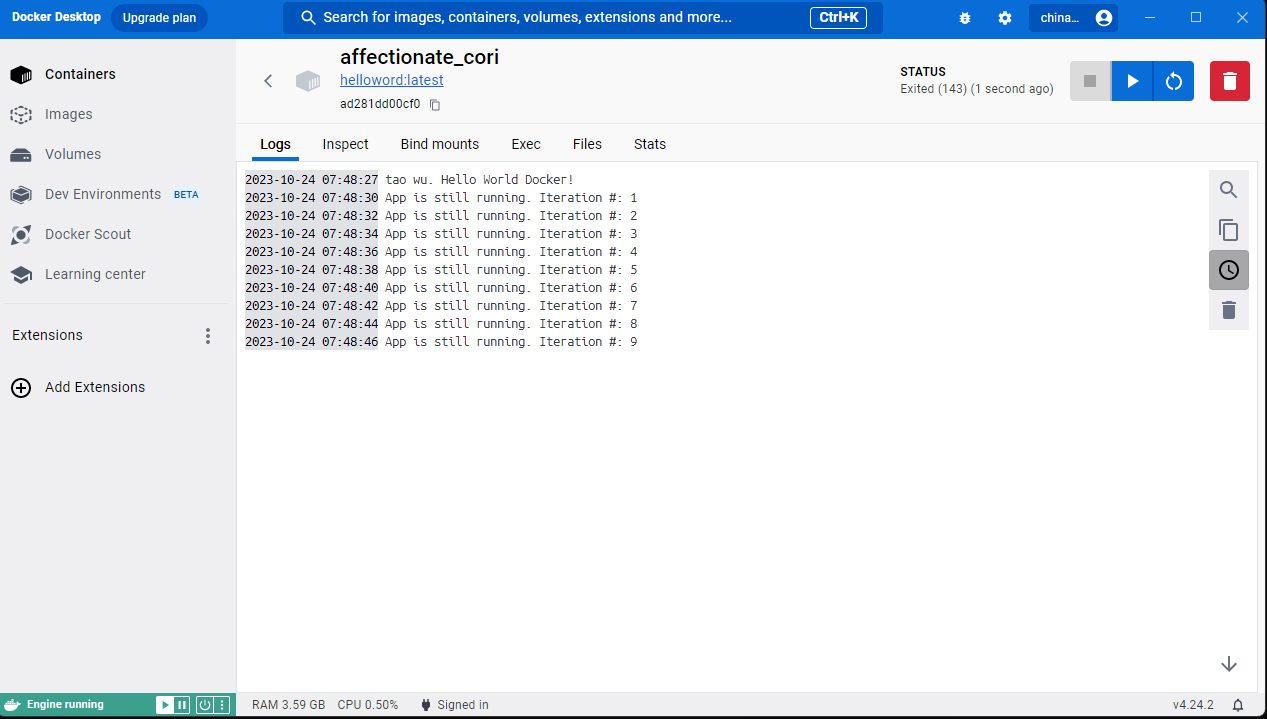 Docker Desktop Upgrade plan Search for images, containers, volumes, extensions and more... Ctrl+K china...
Containers
Images
Volumes
Dev Environments BETA
Docker Scout
Learning center
Extensions
Add Extensions
affectionate_cori
helloword:latest
ad281dd00cf0
STATUS
Exited (143) (1 second ago)
Logs Inspect Bind mounts Exec Files Stats
2023-10-24 07:48:27 tao wu. Hello World Docker!
2023-10-24 07:48:30 App is still running. Iteration #: 1
2023-10-24 07:48:32 App is still running. Iteration #: 2
2023-10-24 07:48:34 App is still running. Iteration #: 3
2023-10-24 07:48:36 App is still running. Iteration #: 4
2023-10-24 07:48:38 App is still running. Iteration #: 5
2023-10-24 07:48:40 App is still running. Iteration #: 6
2023-10-24 07:48:42 App is still running. Iteration #: 7
2023-10-24 07:48:44 App is still running. Iteration #: 8
2023-10-24 07:48:46 App is still running. Iteration #: 9
Engine running RAM 3.59 GB CPU 0.50% Signed in v4.24.2